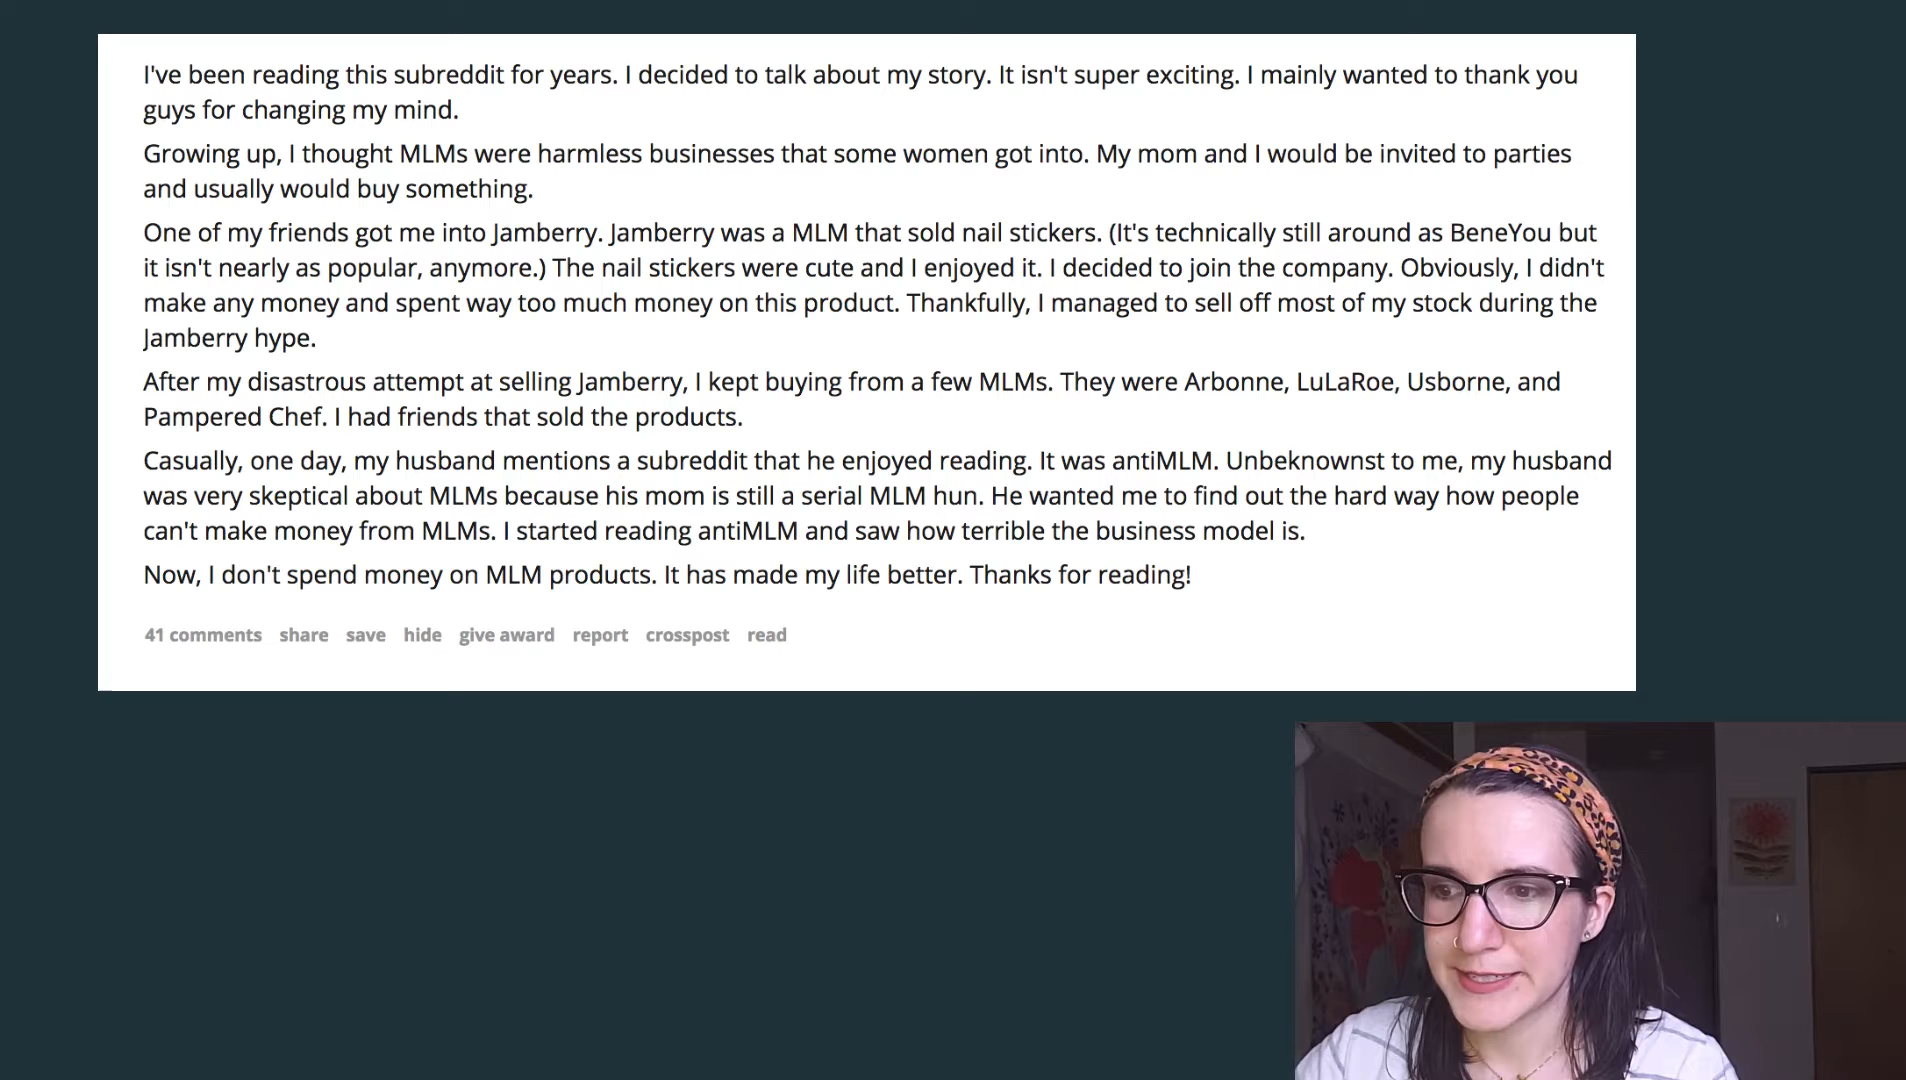 I've been reading this subreddit for years. I decided to talk about my story. It isn't super exciting. I mainly wanted to thank you
guys for changing my mind.
Growing up, I thought MLMs were harmless businesses that some women got into. My mom and I would be invited to parties
and usually would buy something.
One of my friends got me into Jamberry. Jamberry was a MLM that sold nail stickers. (It's technically still around as BeneYou but
it isn't nearly as popular, anymore.) The nail stickers were cute and I enjoyed it. I decided to join the company. Obviously, I didn't
make any money and spent way too much money on this product. Thankfully, I managed to sell off most of my stock during the
Jamberry hype.
After my disastrous attempt at selling Jamberry, I kept buying from a few MLMs. They were Arbonne, LuLaRoe, Usborne, and
Pampered Chef. I had friends that sold the products.
Casually, one day, my husband mentions a subreddit that he enjoyed reading. It was antiMLM. Unbeknownst to me, my husband
was very skeptical about MLMs because his mom is still a serial MLM hun. He wanted me to find out the hard way how people
can't make money from MLMs. I started reading antiMLM and saw how terrible the business model is.
Now, I don't spend money on MLM products. It has made my life better. Thanks for reading!
41 comments share save hide give award report crosspost read